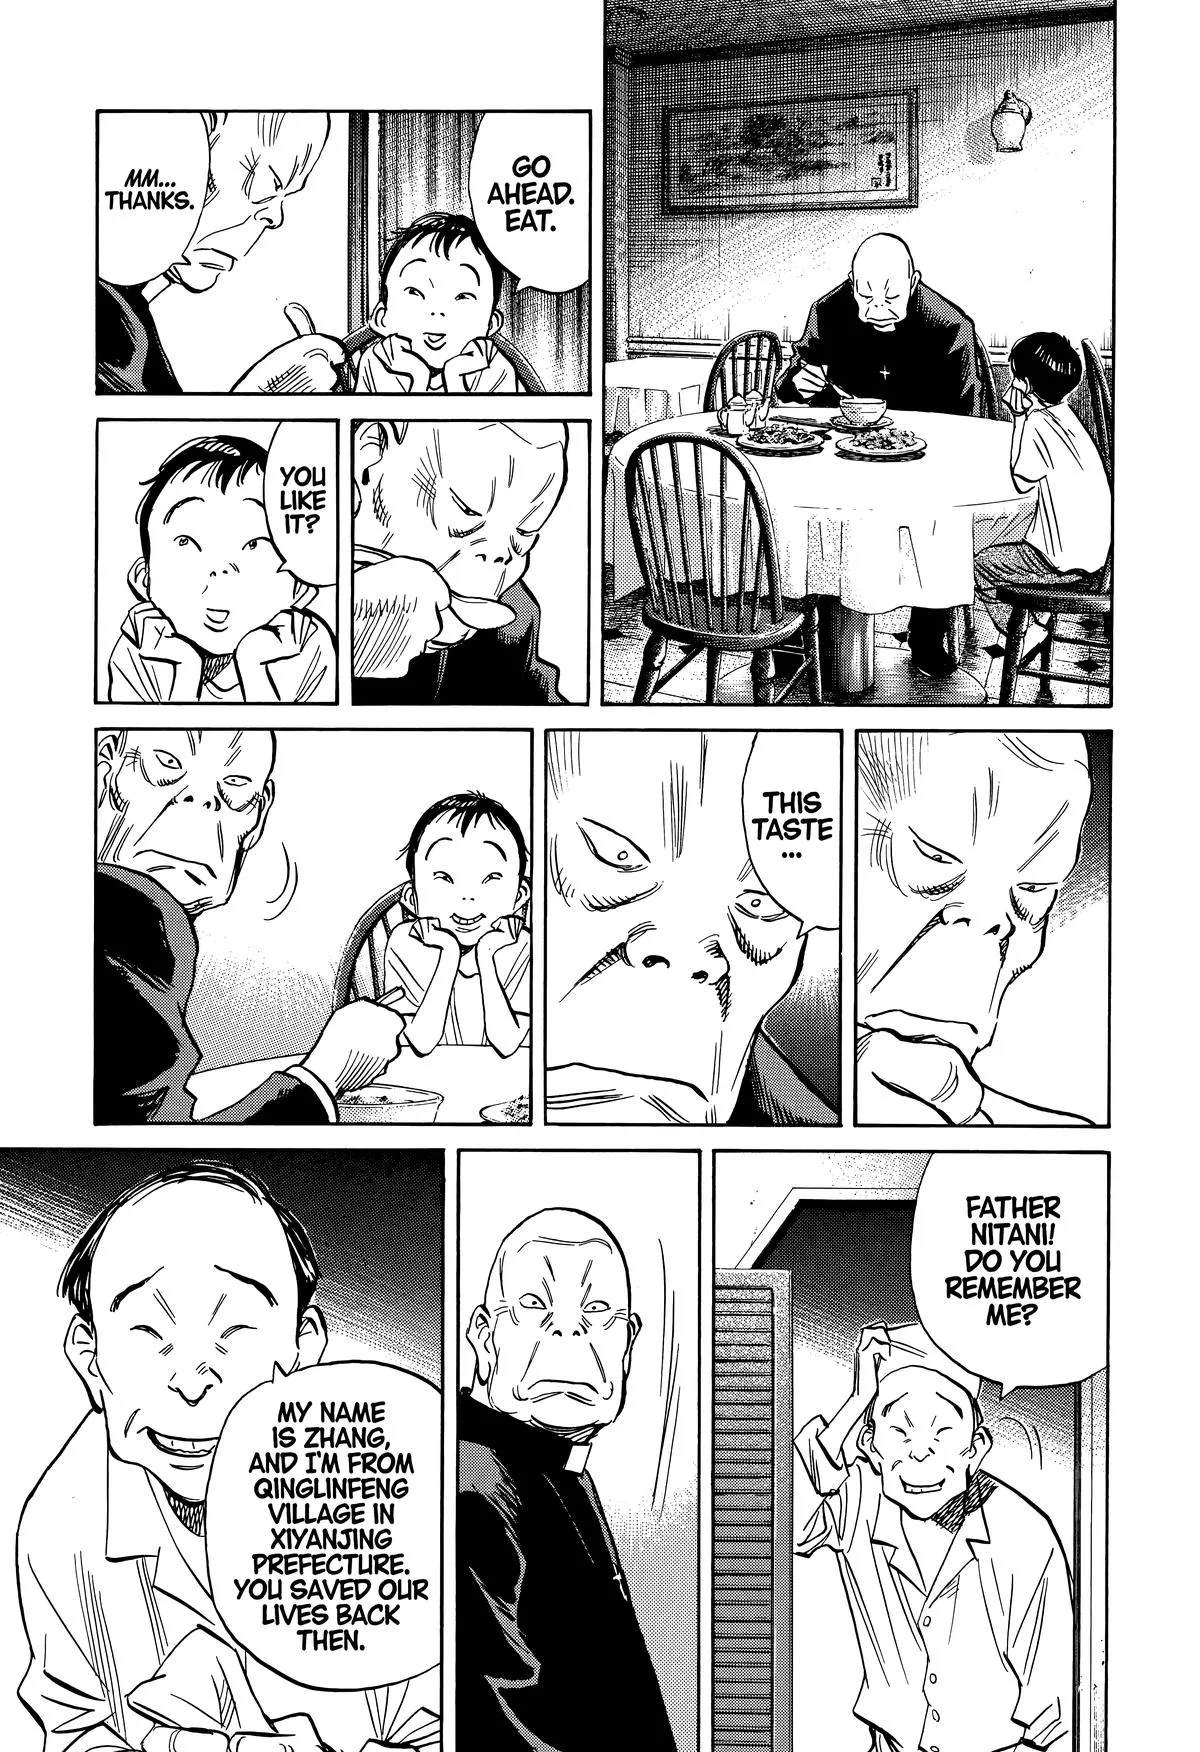 GO
AHEAD.
EAT.
MM...
THANKS.
YOU
LIKE
IT?
THIS
TASTE
...
FATHER
NITANI!
DO YOU
REMEMBER
ME?
MY NAME
IS ZHANG,
AND I'M FROM
QINGLINFENG
VILLAGE IN
XIYANJING
PREFECTURE.
YOU SAVED OUR
LIVES BACK
THEN.